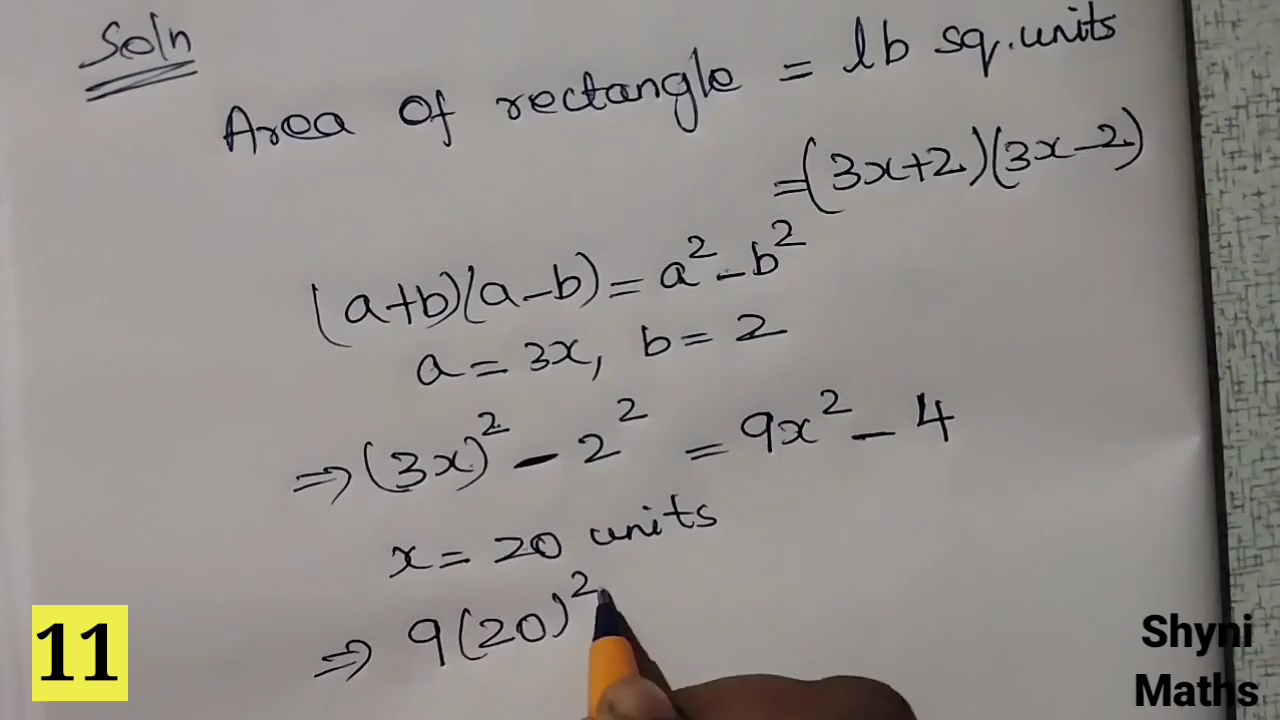 Soln
Area of rectangle = lb sq.units
=(3x+2)(3x-2)
(a+b)(a-b)=a²-b²
a=3x, b=2
⇒(3x)²-2² = 9x²-4
x=20 units
⇒ 9(20)²
11
Shyni
Maths